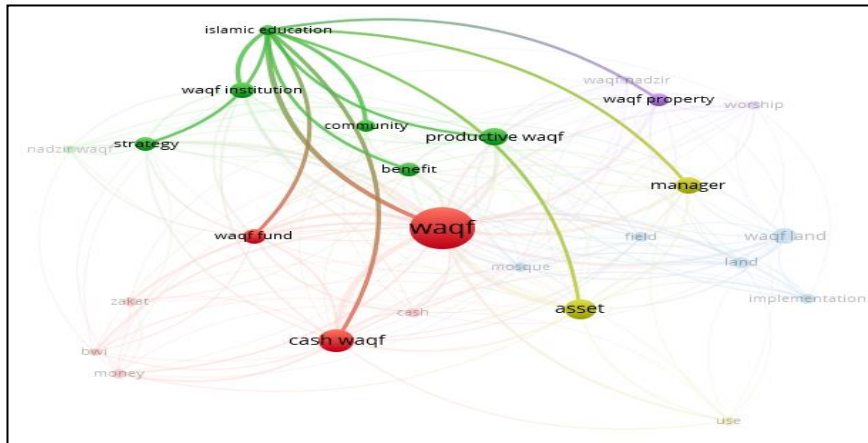 islamic education
waqf nadzir
waqf institution
waqf property
worship
community
productive waqf
strategy
nadzir waqf
benefit
manager
waqf
waqf fund
field
waqf land
land
mosque
implementation
zakat
asset
cash
cash waqf
bwi
money
use